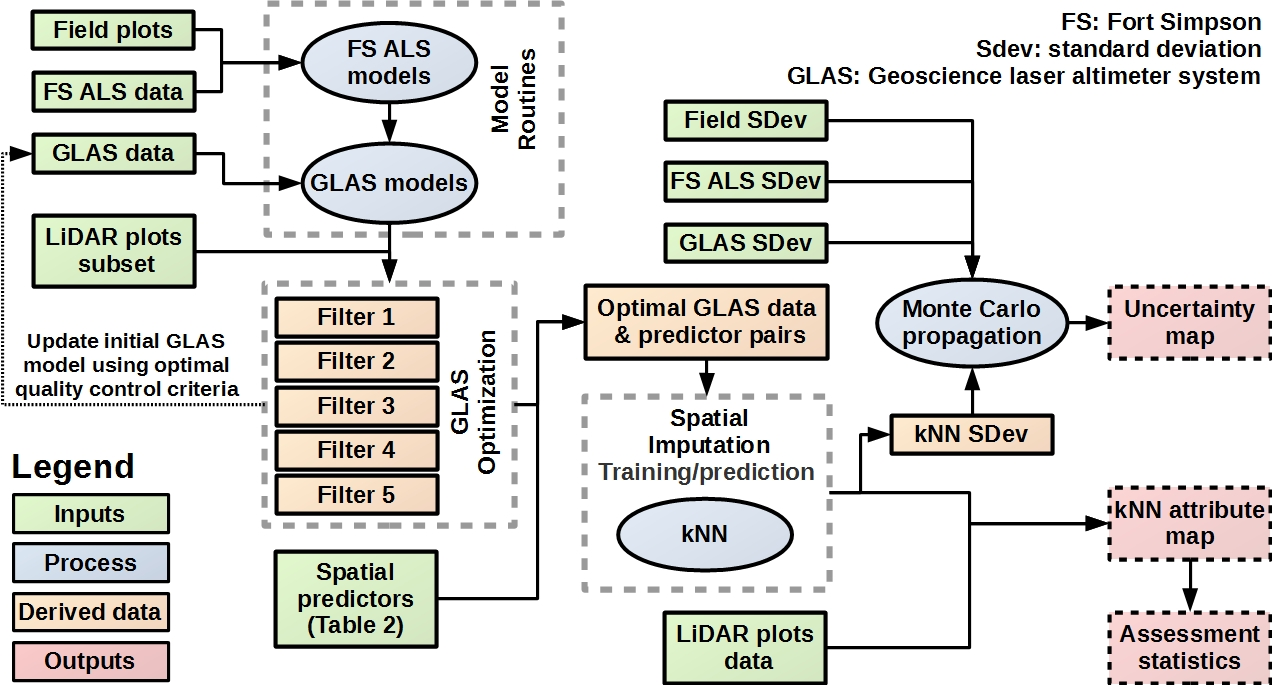 Field plots
FS ALS data
GLAS data
LiDAR plots
subset
FS ALS
models
GLAS models
Model
Routines
FS: Fort Simpson
Sdev: standard deviation
GLAS: Geoscience laser altimeter system
Field SDev
FS ALS SDev
GLAS SDev
Update initial GLAS
model using optimal
quality control criteria
Filter 1
Filter 2
Filter 3
Filter 4
Filter 5
GLAS
Optimization
Optimal GLAS data
& predictor pairs
Monte Carlo
propagation
Uncertainty
map
Spatial
Imputation
Training/prediction
kNN
kNN SDev
kNN attribute
map
Assessment
statistics
Spatial
predictors
(Table 2)
LiDAR plots
data
Legend
Inputs
Process
Derived data
Outputs